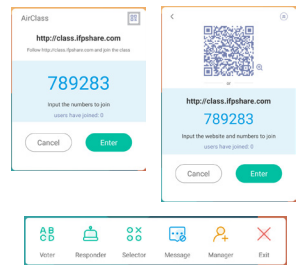 AirClass
http://class.ifpshare.com
Follow http://class.ifpshare.com and join the class
789283
Input the numbers to join
users have joined: 0
Cancel
Enter
or
http://class.ifpshare.com
789283
Input the website and numbers to join
users have joined: 0
Cancel
Enter
AB
CD
Voter
Responder
Selector
Message
Manager
Exit